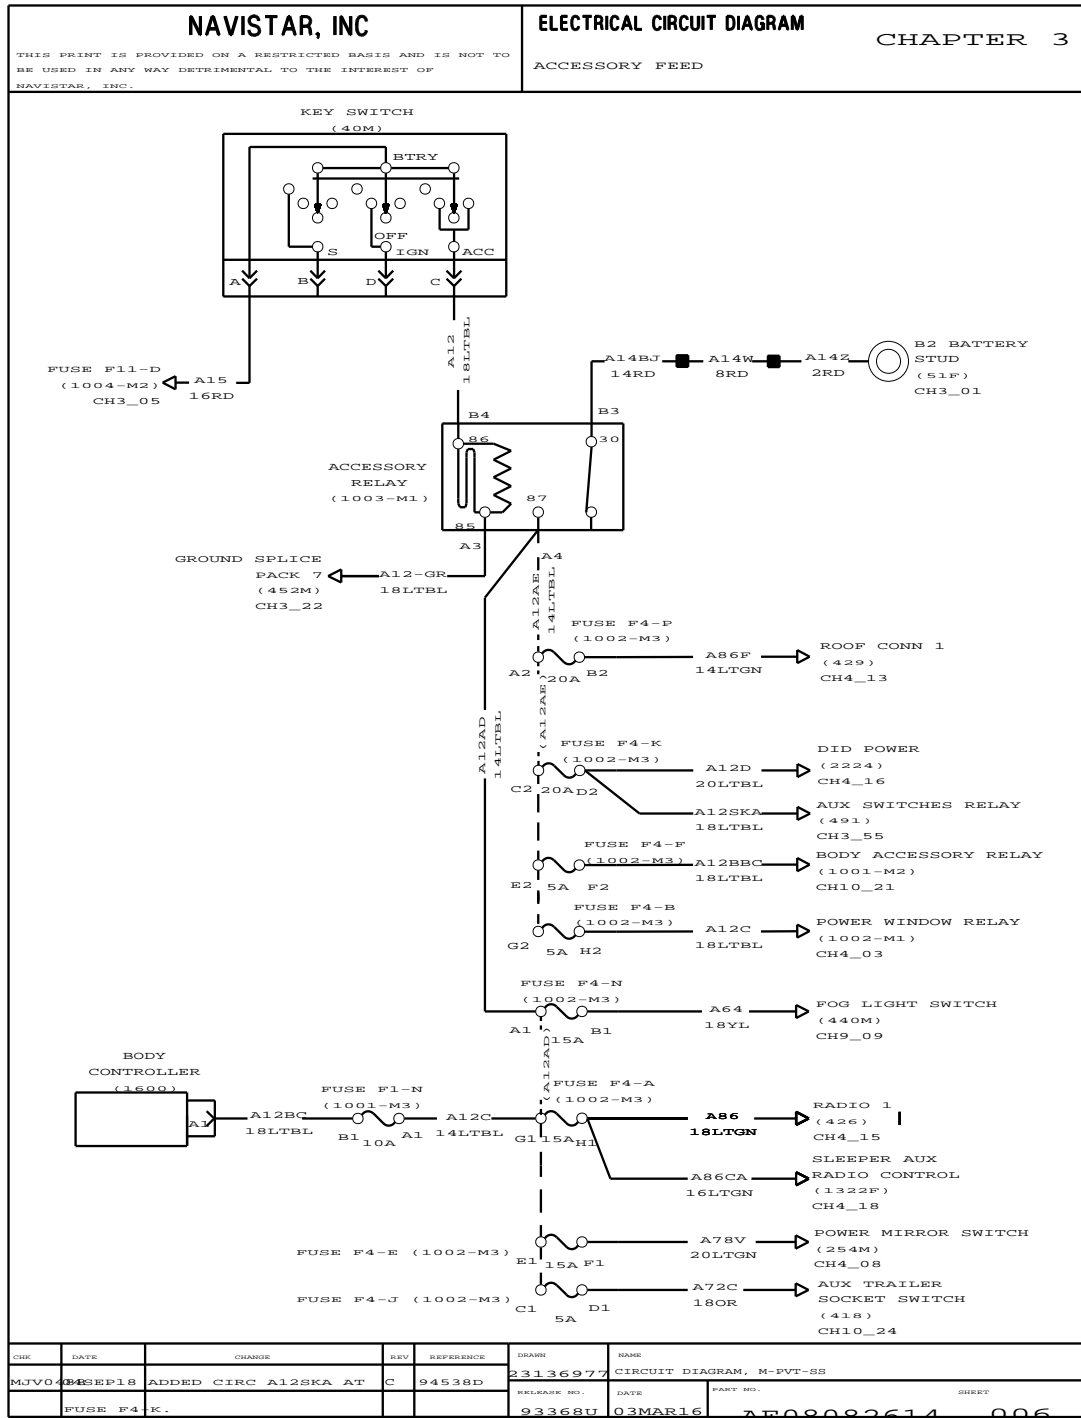 NAVISTAR, INC
THIS PRINT IS PROVIDED ON A RESTRICTED BASIS AND IS NOT TO
BE USED IN ANY WAY DETRIMENTAL TO THE INTEREST OF
NAVISTAR, INC.
ELECTRICAL CIRCUIT DIAGRAM
ACCESSORY FEED
CHAPTER 3
KEY SWITCH
(40M)
BTRY
OFF
S
IGN
ACC
A
B
D
C
A12
18LTBL
FUSE F11-D
(1004-M2)
CH3_05
A15
16RD
A14BJ
14RD
A14W
8RD
A14Z
2RD
B2 BATTERY
STUD
(51F)
CH3_01
B4
B3
86
30
ACCESSORY
RELAY
(1003-M1)
87
85
A3
A4
GROUND SPLICE
PACK 7
(452M)
CH3_22
A12-GR
18LTBL
A12AE
14LTBL
FUSE F4-P
(1002-M3)
A2
20A
B2
A86F
14LTGN
ROOF CONN 1
(429)
CH4_13
(A12AE)
A12AD
14LTBL
FUSE F4-K
(1002-M3)
C2
20A
D2
A12D
20LTBL
DID POWER
(2224)
CH4_16
A12SKA
18LTBL
AUX SWITCHES RELAY
(491)
CH3_55
FUSE F4-F
(1002-M3)
E2
5A
F2
A12BBC
18LTBL
BODY ACCESSORY RELAY
(1001-M2)
CH10_21
FUSE F4-B
(1002-M3)
G2
5A
H2
A12C
18LTBL
POWER WINDOW RELAY
(1002-M1)
CH4_03
FUSE F4-N
(1002-M3)
A1
15A
B1
A64
18YL
FOG LIGHT SWITCH
(440M)
CH9_09
(A12AD)
BODY
CONTROLLER
(1600)
A1
A12BC
18LTBL
FUSE F1-N
(1001-M3)
B1
10A
A1
A12C
14LTBL
FUSE F4-A
(1002-M3)
G1
15A
H1
A86
18LTGN
RADIO 1
(426)
CH4_15
A86CA
16LTGN
SLEEPER AUX
RADIO CONTROL
(1322F)
CH4_18
FUSE F4-E (1002-M3)
E1
15A
F1
A78V
20LTGN
POWER MIRROR SWITCH
(254M)
CH4_08
FUSE F4-J (1002-M3)
C1
5A
D1
A72C
18OR
AUX TRAILER
SOCKET SWITCH
(418)
CH10_24
CHK
DATE
CHANGE
REV
REFERENCE
DRAWN
NAME
SEP18
ADDED CIRC A12SKA AT
C
94538D
23136977
CIRCUIT DIAGRAM, M-PVT-SS
FUSE F4-K.
RELEASE NO.
DATE
PART NO.
SHEET
93368U
03MAR16
AE08082614
006